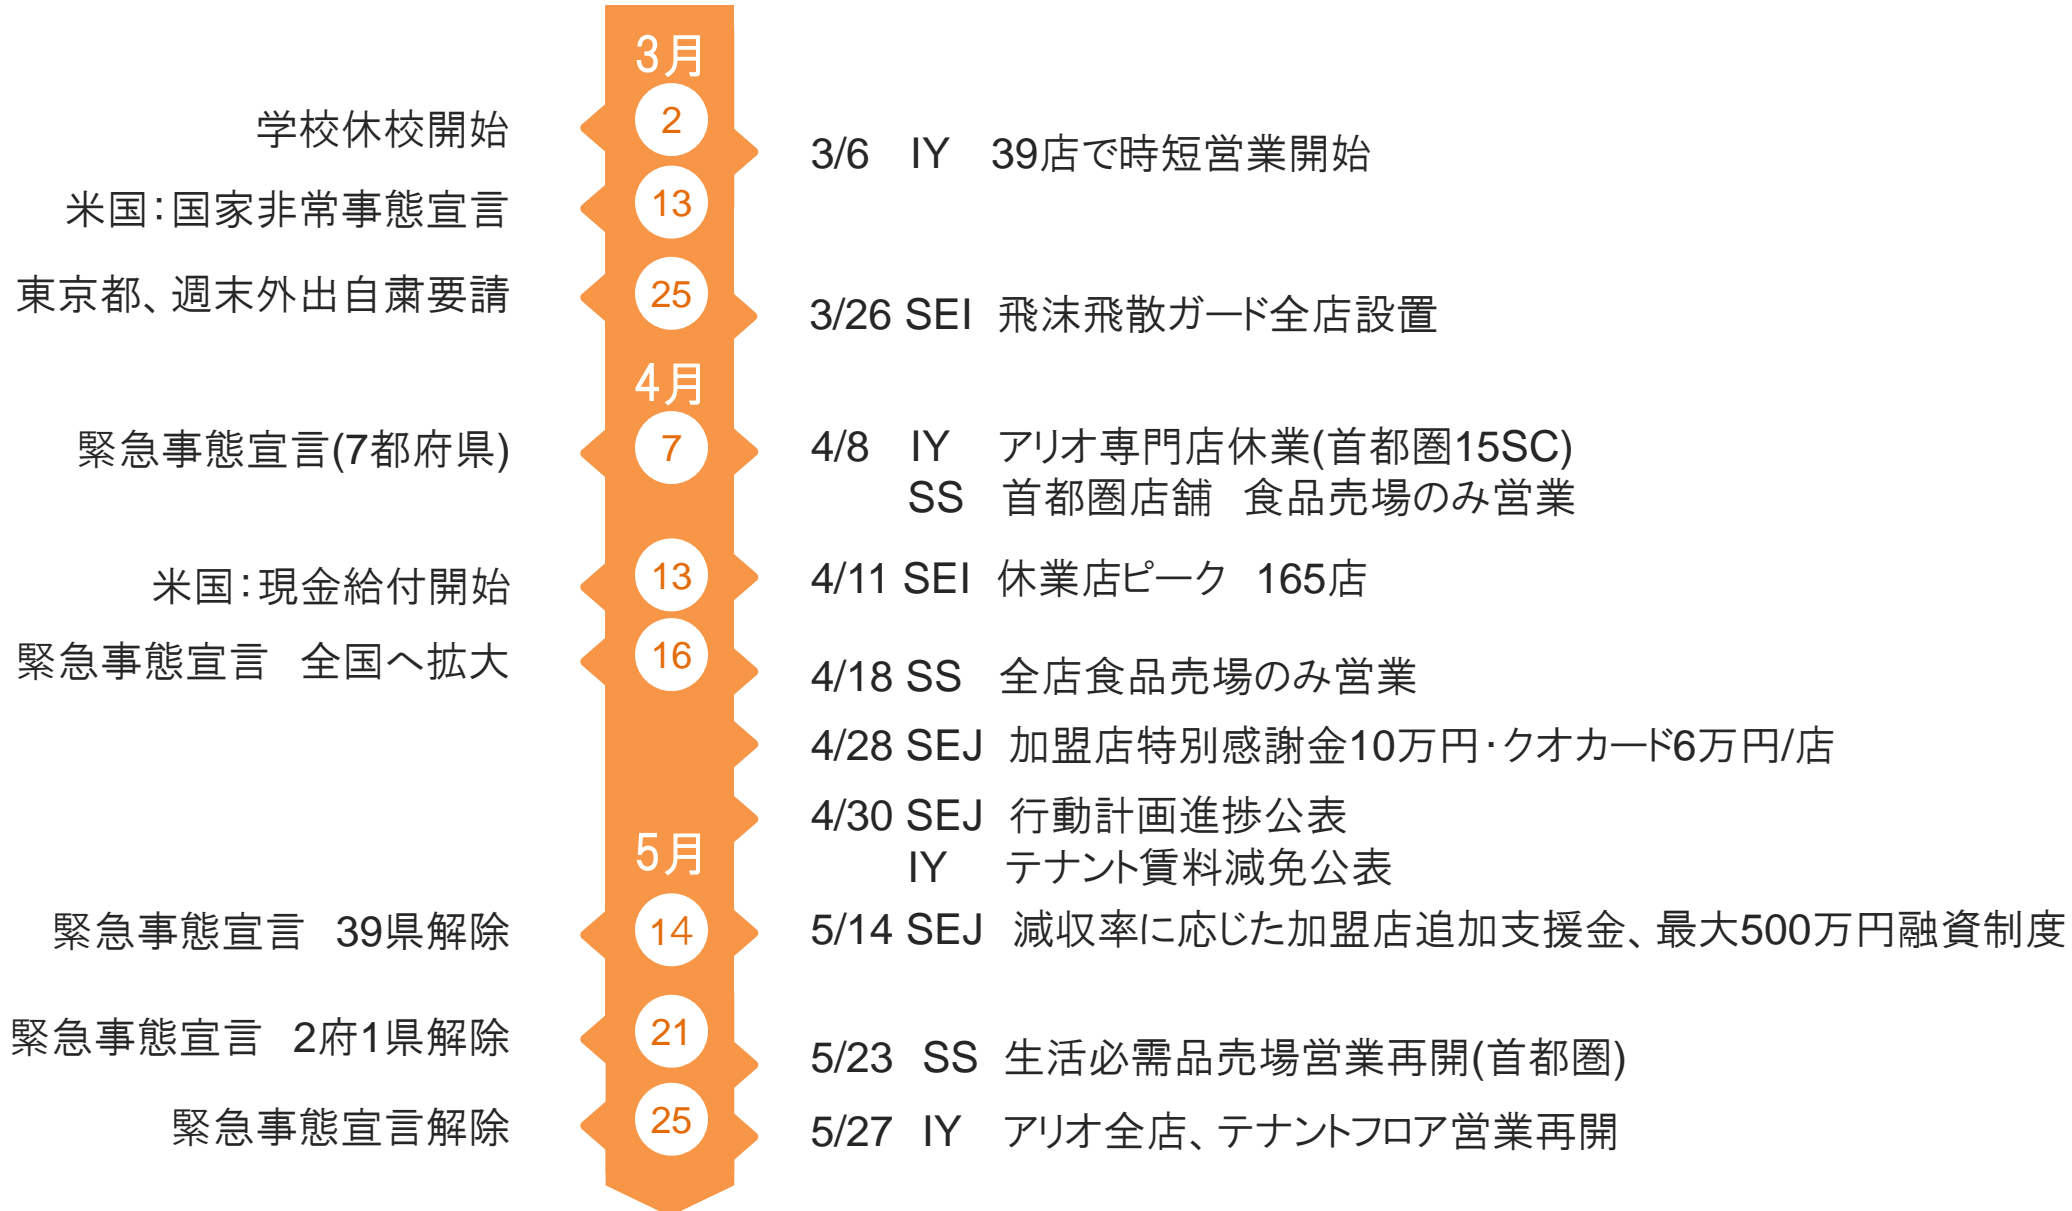 3月
2
学校休校開始
3/6 IY 39店で時短営業開始
13
米国：国家非常事態宣言
25
東京都、週末外出自粛要請
3/26 SEI 飛沫飛散ガード全店設置
4月
7
緊急事態宣言(7都府県)
4/8 IY アリオ専門店休業(首都圏15SC)
SS 首都圏店舗　食品売場のみ営業
13
米国：現金給付開始
4/11 SEI 休業店ピーク　165店
16
緊急事態宣言　全国へ拡大
4/18 SS 全店食品売場のみ営業
4/28 SEJ 加盟店特別感謝金10万円・クオカード6万円/店
4/30 SEJ 行動計画進捗公表
IY テナント賃料減免公表
5月
14
緊急事態宣言　39県解除
5/14 SEJ 減収率に応じた加盟店追加支援金、最大500万円融資制度
21
緊急事態宣言　2府1県解除
5/23 SS 生活必需品売場営業再開(首都圏)
25
緊急事態宣言解除
5/27 IY アリオ全店、テナントフロア営業再開